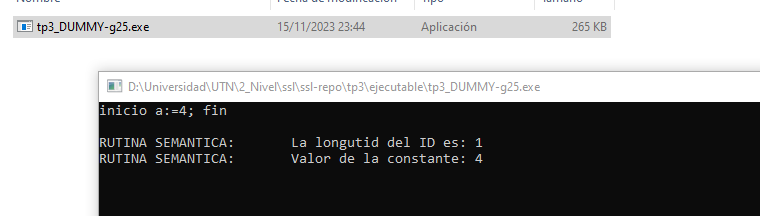 Nombre Fecha de modificación Tipo Tamaño
tp3_DUMMY-g25.exe 15/11/2023 23:44 Aplicación 265 KB
D:\Universidad\UTN\2_Nivel\ssl\ssl-repo\tp3\ejecutable\tp3_DUMMY-g25.exe
inicio a:=4; fin
RUTINA SEMANTICA: La longutid del ID es: 1
RUTINA SEMANTICA: Valor de la constante: 4